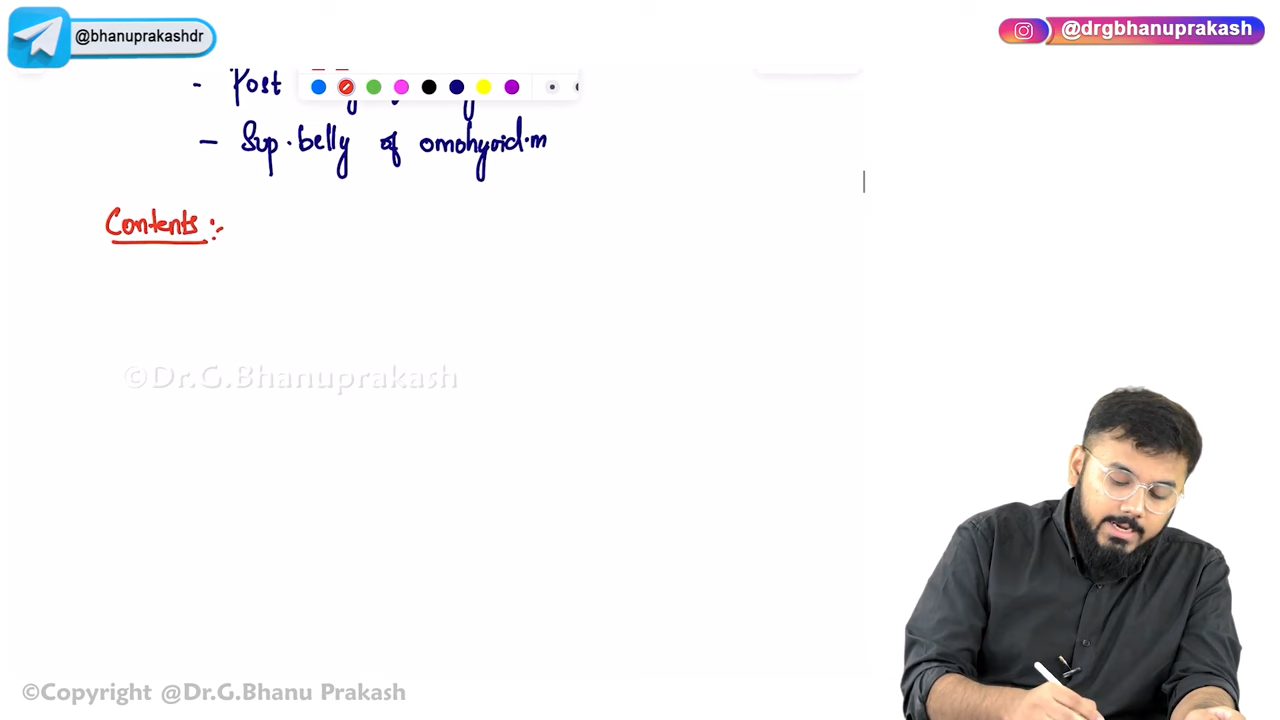 @bhanuprakashdr
@drgbhanuprakash
- Post
- Sup. belly of omohyoid.m
Contents :-
©Dr.G.Bhanuprakash
©Copyright @Dr.G.Bhanu Prakash